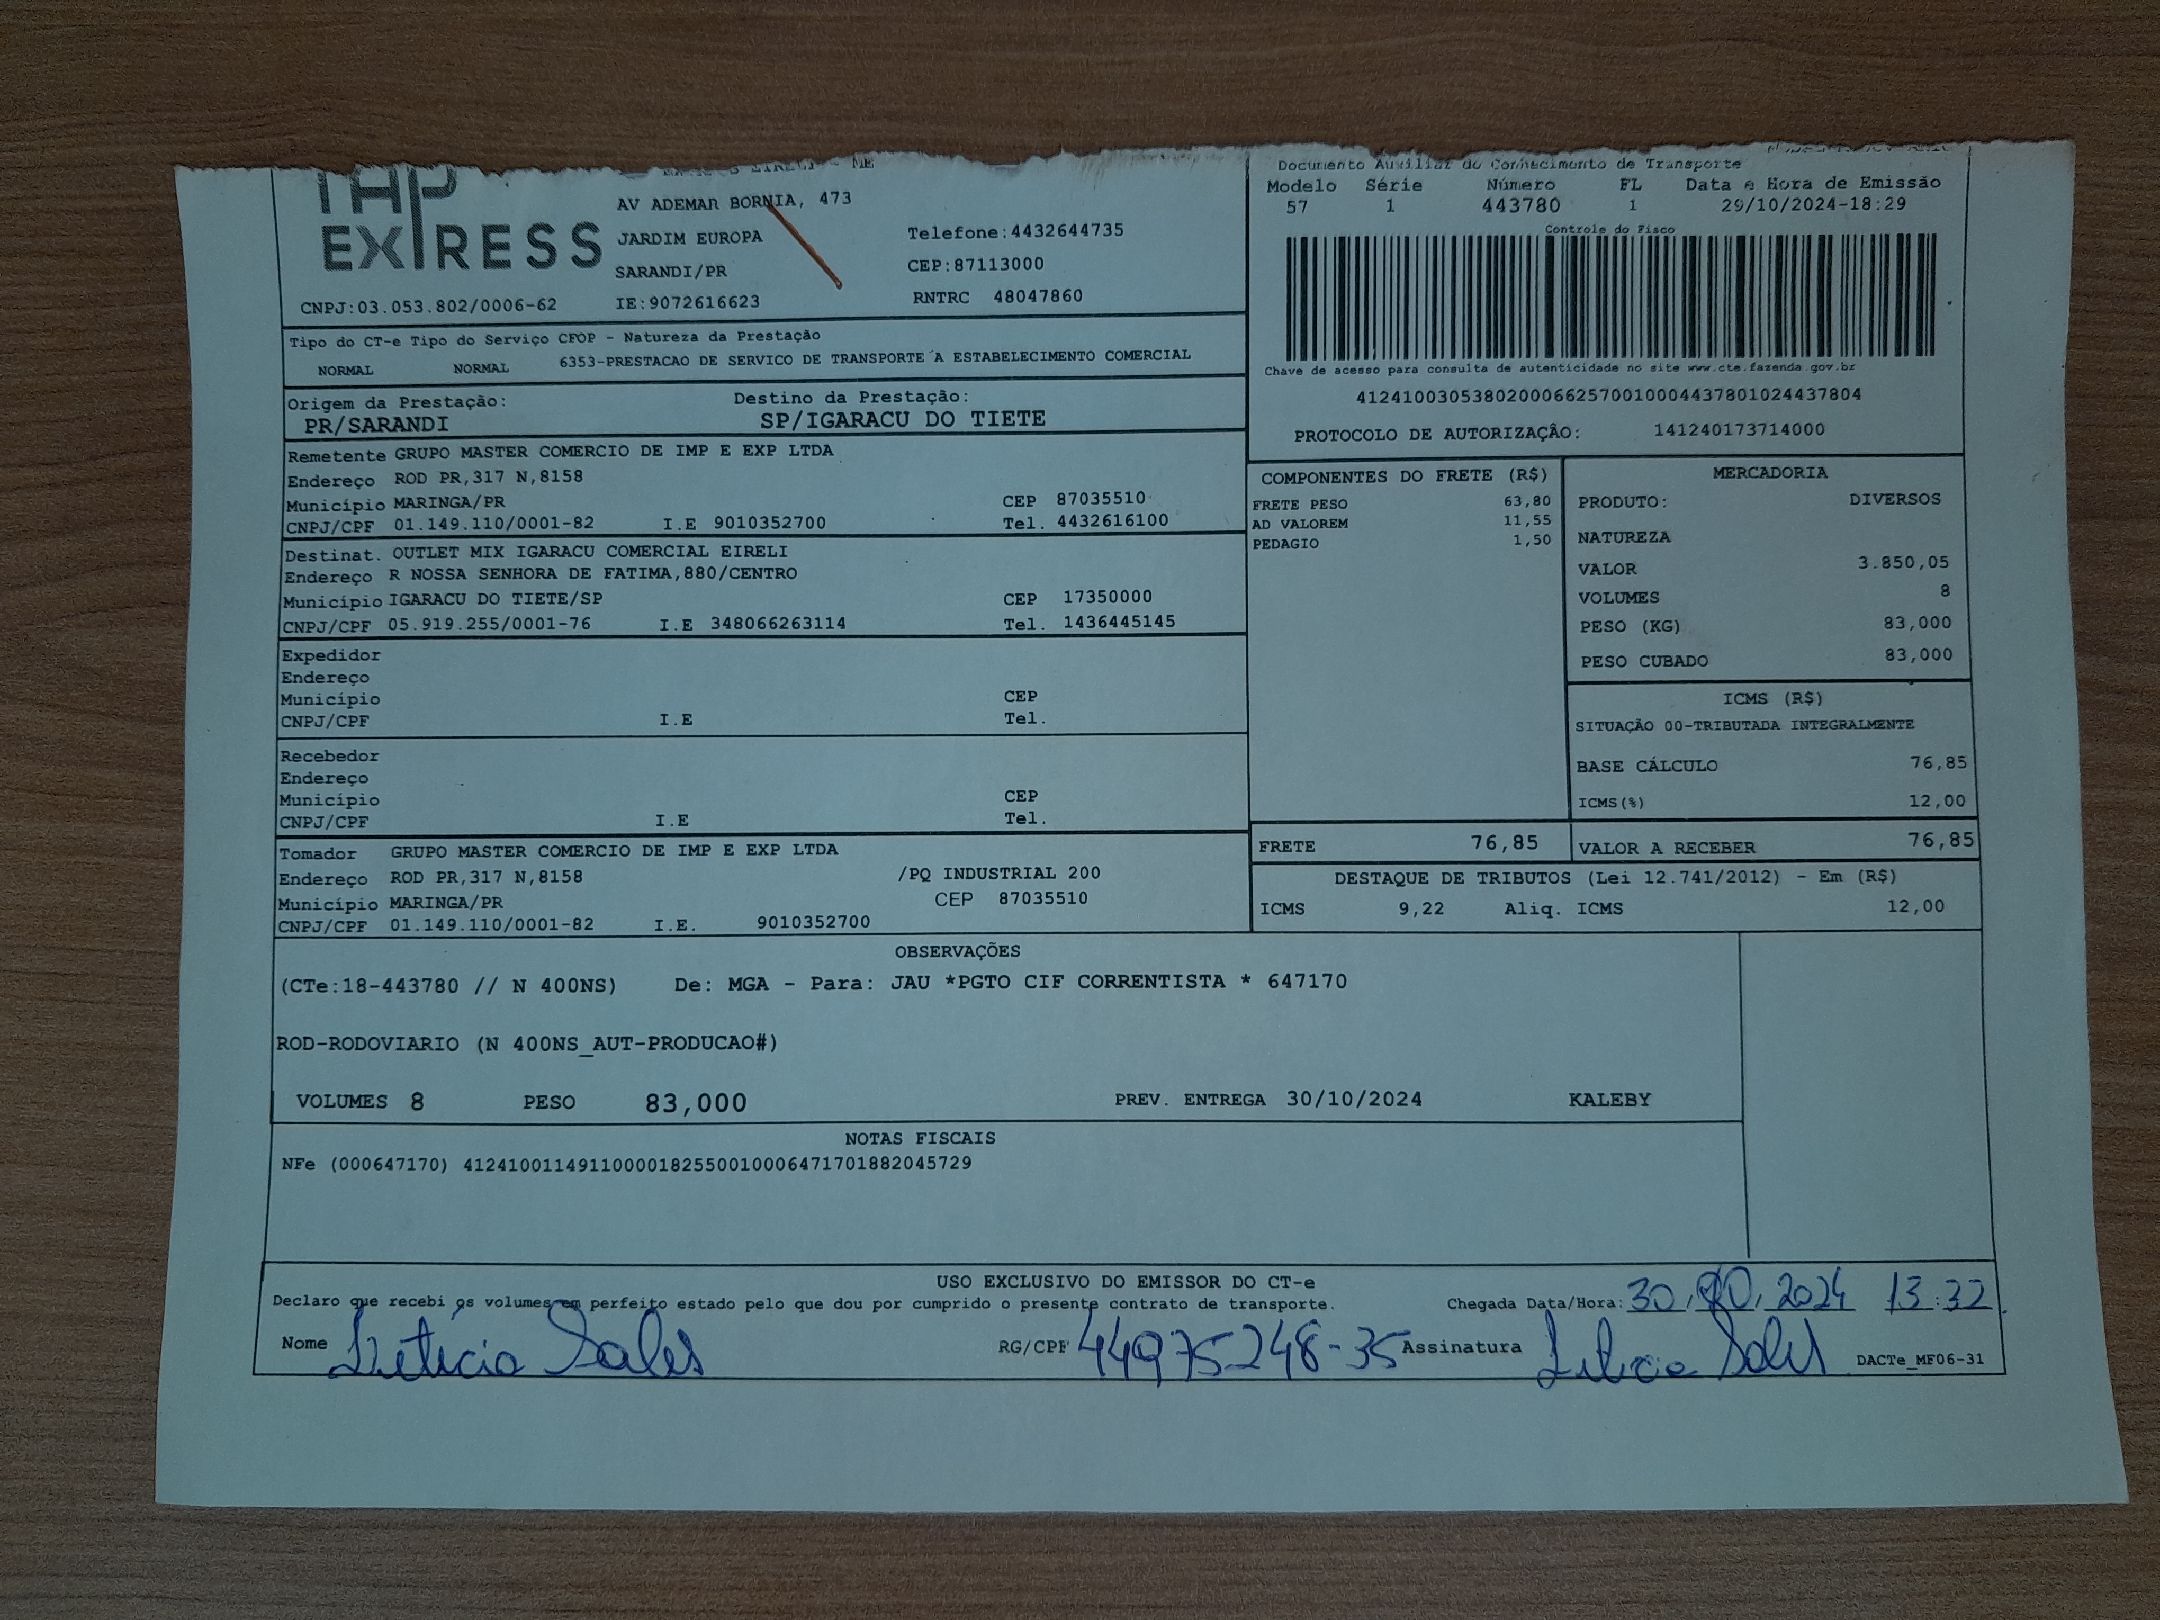 ME
TAP
EXPRESS
AV ADEMAR BORNIA, 473
JARDIM EUROPA
Telefone:4432644735
SARANDI/PR
CEP:87113000
CNPJ:03.053.802/0006-62
IE:9072616623
RNTRC 48047860
Documento Auxiliar do Conhecimento de Transporte
Modelo Série Número FL Data e Hora de Emissão
57 1 443780 1 29/10/2024-18:29
Controle do Fisco
Chave de acesso para consulta de autenticidade no site www.cte.fazenda.gov.br
41241003053802000662570010004437801024437804
PROTOCOLO DE AUTORIZAÇÂO: 141240173714000
Tipo do CT-e Tipo do Serviço CFOP - Natureza da Prestação
NORMAL NORMAL 6353-PRESTACAO DE SERVICO DE TRANSPORTE A ESTABELECIMENTO COMERCIAL
Origem da Prestação: Destino da Prestação:
PR/SARANDI SP/IGARACU DO TIETE
Remetente GRUPO MASTER COMERCIO DE IMP E EXP LTDA
Endereço ROD PR,317 N,8158
Município MARINGA/PR CEP 87035510
CNPJ/CPF 01.149.110/0001-82 I.E 9010352700 Tel. 4432616100
Destinat. OUTLET MIX IGARACU COMERCIAL EIRELI
Endereço R NOSSA SENHORA DE FATIMA,880/CENTRO
Município IGARACU DO TIETE/SP CEP 17350000
CNPJ/CPF 05.919.255/0001-76 I.E 348066263114 Tel. 1436445145
Expedidor
Endereço
Município CEP
CNPJ/CPF I.E Tel.
Recebedor
Endereço
Município CEP
CNPJ/CPF I.E Tel.
Tomador GRUPO MASTER COMERCIO DE IMP E EXP LTDA
Endereço ROD PR,317 N,8158 /PQ INDUSTRIAL 200
Município MARINGA/PR CEP 87035510
CNPJ/CPF 01.149.110/0001-82 I.E. 9010352700
COMPONENTES DO FRETE (R$)
FRETE PESO 63,80
AD VALOREM 11,55
PEDAGIO 1,50
MERCADORIA
PRODUTO: DIVERSOS
NATUREZA
VALOR 3.850,05
VOLUMES 8
PESO (KG) 83,000
PESO CUBADO 83,000
ICMS (R$)
SITUAÇÃO 00-TRIBUTADA INTEGRALMENTE
BASE CÁLCULO 76,85
ICMS(%) 12,00
FRETE 76,85 VALOR A RECEBER 76,85
DESTAQUE DE TRIBUTOS (Lei 12.741/2012) - Em (R$)
ICMS 9,22 Aliq. ICMS 12,00
OBSERVAÇÕES
(CTe:18-443780 // N 400NS) De: MGA - Para: JAU *PGTO CIF CORRENTISTA * 647170
ROD-RODOVIARIO (N 400NS_AUT-PRODUCAO#)
VOLUMES 8 PESO 83,000 PREV. ENTREGA 30/10/2024 KALEBY
NOTAS FISCAIS
NFe (000647170) 41241001149110000182550010006471701882045729
USO EXCLUSIVO DO EMISSOR DO CT-e
Declaro que recebi os volumes em perfeito estado pelo que dou por cumprido o presente contrato de transporte. Chegada Data/Hora: 30.10.2024 13:32
Nome Leticia Sales RG/CPF 44975248-35 Assinatura Leticia Sales DACTe_MF06-31